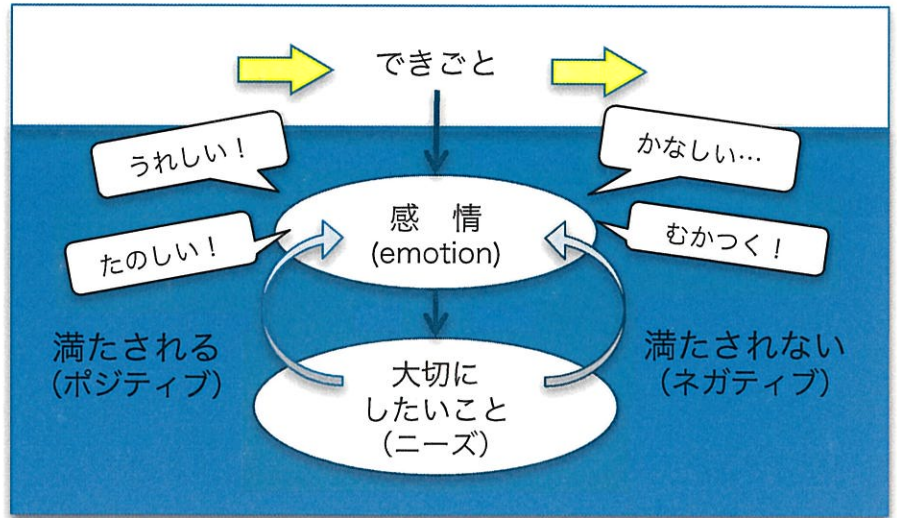 できごと
うれしい！
かなしい…
感　情
(emotion)
たのしい！
むかつく！
満たされる
（ポジティブ）
満たされない
（ネガティブ）
大切に
したいこと
（ニーズ）